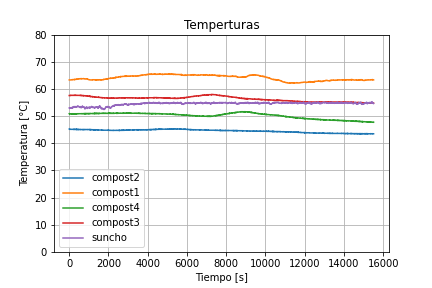 Temperturas
80
70
60
50
40
30
20
10
0
Temperatura [°C]
compost2
compost1
compost4
compost3
suncho
0 2000 4000 6000 8000 10000 12000 14000 16000
Tiempo [s]